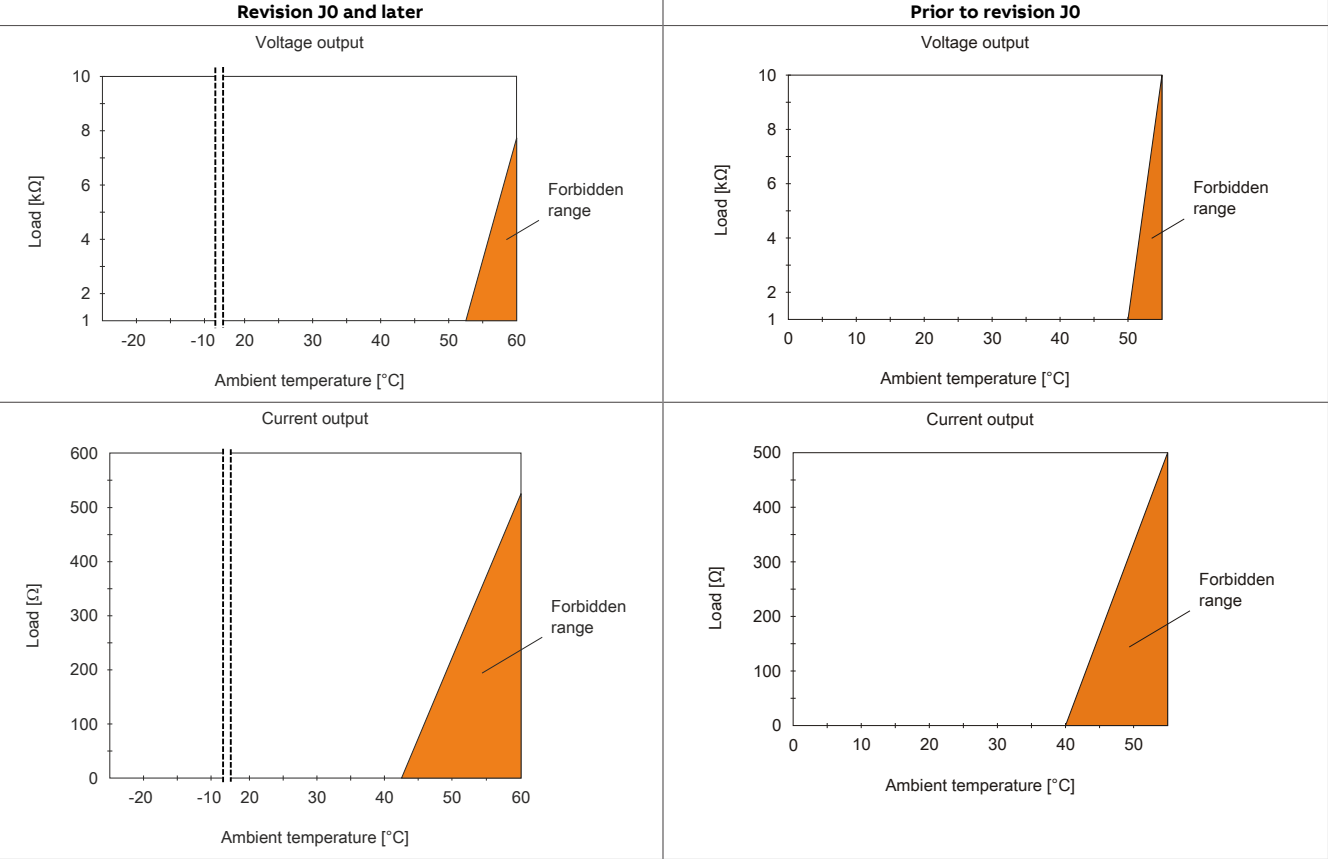 Revision J0 and later
Voltage output
10
8
6
4
2
1
Load [kΩ]
Forbidden
range
-20 -10 20 30 40 50 60
Ambient temperature [°C]
Prior to revision J0
Voltage output
10
8
6
4
2
1
Load [kΩ]
Forbidden
range
0 10 20 30 40 50
Ambient temperature [°C]
Current output
600
500
400
300
200
100
0
Load [Ω]
Forbidden
range
-20 -10 20 30 40 50 60
Ambient temperature [°C]
Current output
500
400
300
200
100
0
Load [Ω]
Forbidden
range
0 10 20 30 40 50
Ambient temperature [°C]